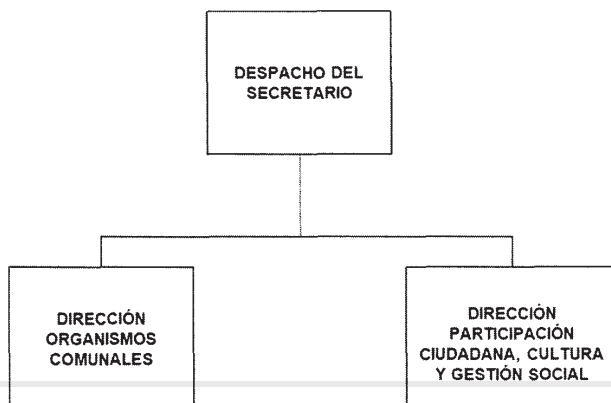 DESPACHO DEL
SECRETARIO
DIRECCIÓN
ORGANISMOS
COMUNALES
DIRECCIÓN
PARTICIPACIÓN
CIUDADANA, CULTURA
Y GESTIÓN SOCIAL